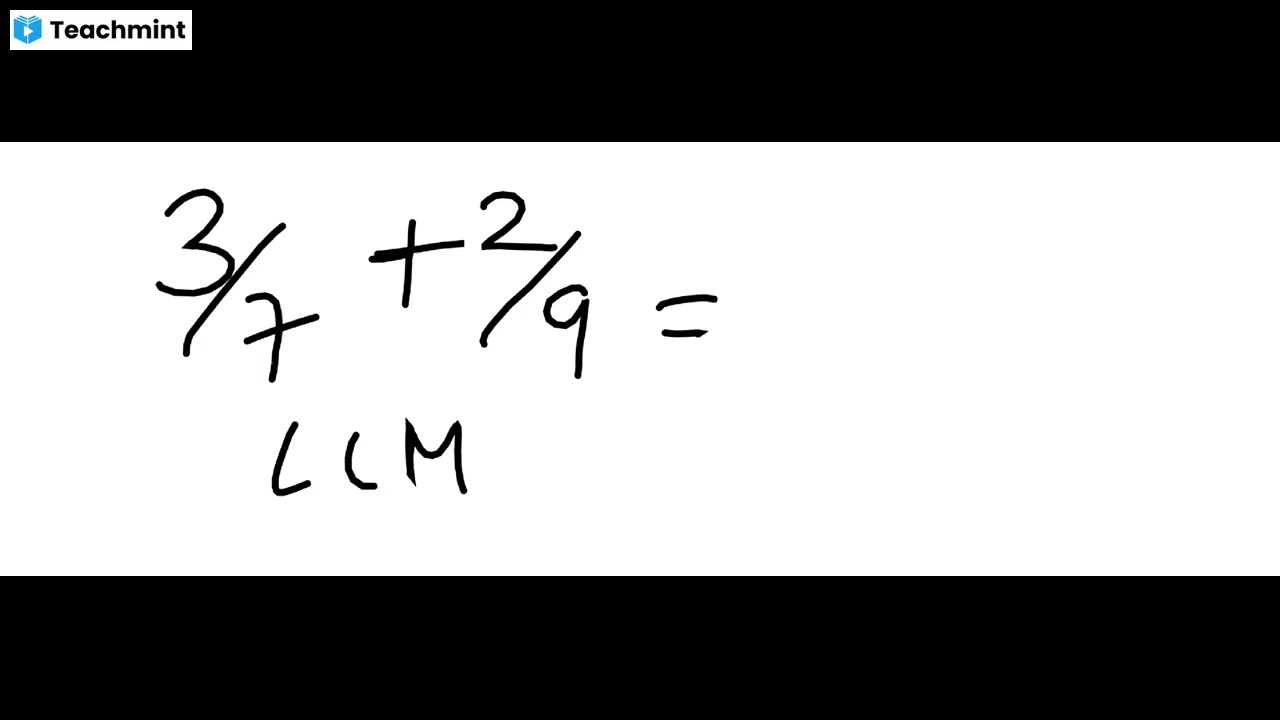 Teachmint
3/7 + 2/9 =
LCM